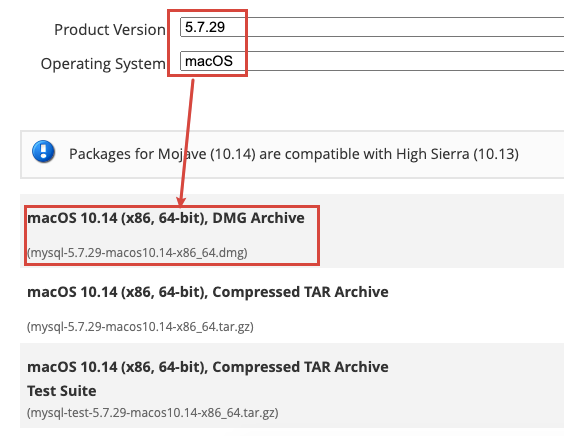 Product Version 5.7.29
Operating System macOS
Packages for Mojave (10.14) are compatible with High Sierra (10.13)
macOS 10.14 (x86, 64-bit), DMG Archive
(mysql-5.7.29-macos10.14-x86_64.dmg)
macOS 10.14 (x86, 64-bit), Compressed TAR Archive
(mysql-5.7.29-macos10.14-x86_64.tar.gz)
macOS 10.14 (x86, 64-bit), Compressed TAR Archive
Test Suite
(mysql-test-5.7.29-macos10.14-x86_64.tar.gz)